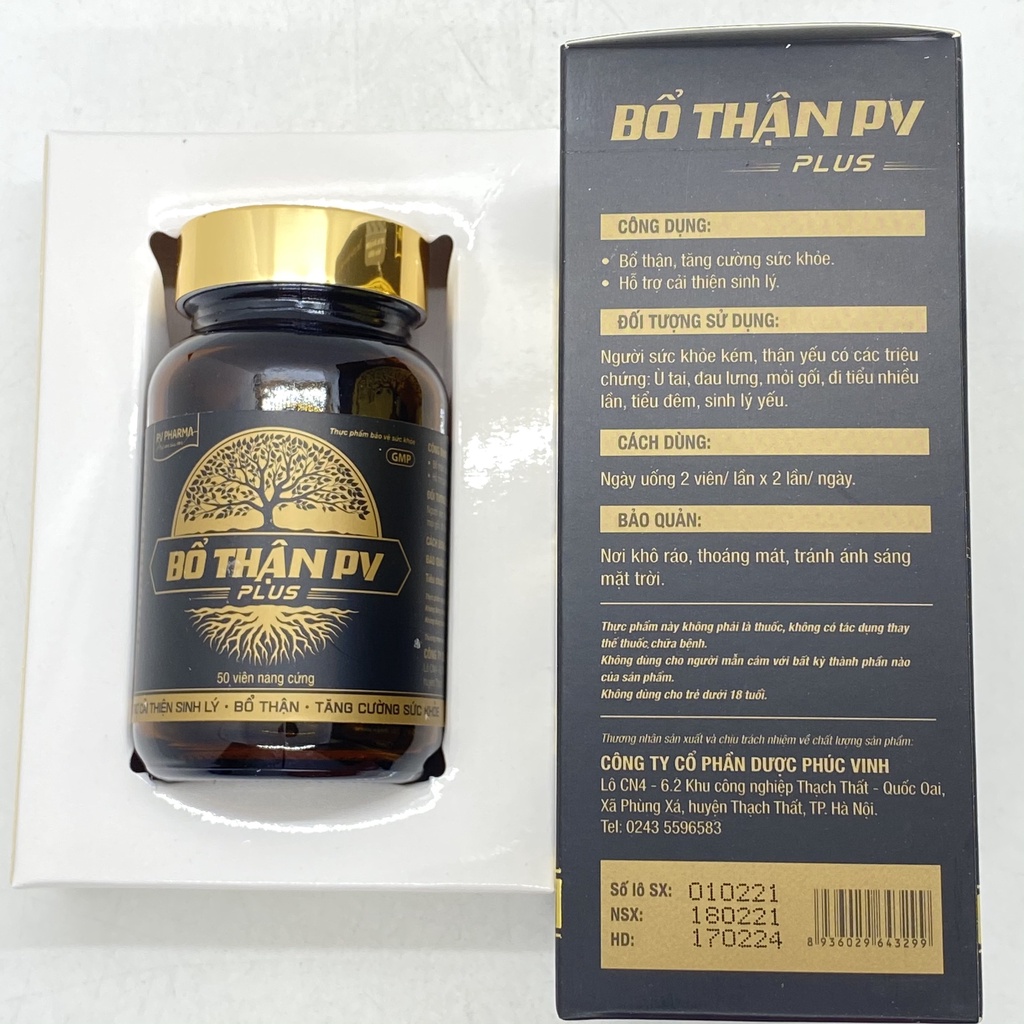 PV PHARMA
Thực phẩm bảo vệ sức khỏe
GMP
BỔ THẬN PV
PLUS
50 viên nang cứng
THIỆN SINH LÝ • BỔ THẬN • TĂNG CƯỜNG SỨC KHỎE
BỔ THẬN PV
PLUS
CÔNG DỤNG:
• Bổ thận, tăng cường sức khỏe.
• Hỗ trợ cải thiện sinh lý.
ĐỐI TƯỢNG SỬ DỤNG:
Người sức khỏe kém, thận yếu có các triệu
chứng: Ù tai, đau lưng, mỏi gối, đi tiểu nhiều
lần, tiểu đêm, sinh lý yếu.
CÁCH DÙNG:
Ngày uống 2 viên/ lần x 2 lần/ ngày.
BẢO QUẢN:
Nơi khô ráo, thoáng mát, tránh ánh sáng
mặt trời.
Thực phẩm này không phải là thuốc, không có tác dụng thay
thế thuốc chữa bệnh.
Không dùng cho người mẫn cảm với bất kỳ thành phần nào
của sản phẩm.
Không dùng cho trẻ dưới 18 tuổi.
Thương nhân sản xuất và chịu trách nhiệm về chất lượng sản phẩm:
CÔNG TY CỔ PHẦN DƯỢC PHÚC VINH
Lô CN4 - 6.2 Khu công nghiệp Thạch Thất - Quốc Oai,
Xã Phùng Xá, huyện Thạch Thất, TP. Hà Nội.
Tel: 0243 5596583
Số lô SX: 010221
NSX: 180221
HD: 170224
8 936029 643299